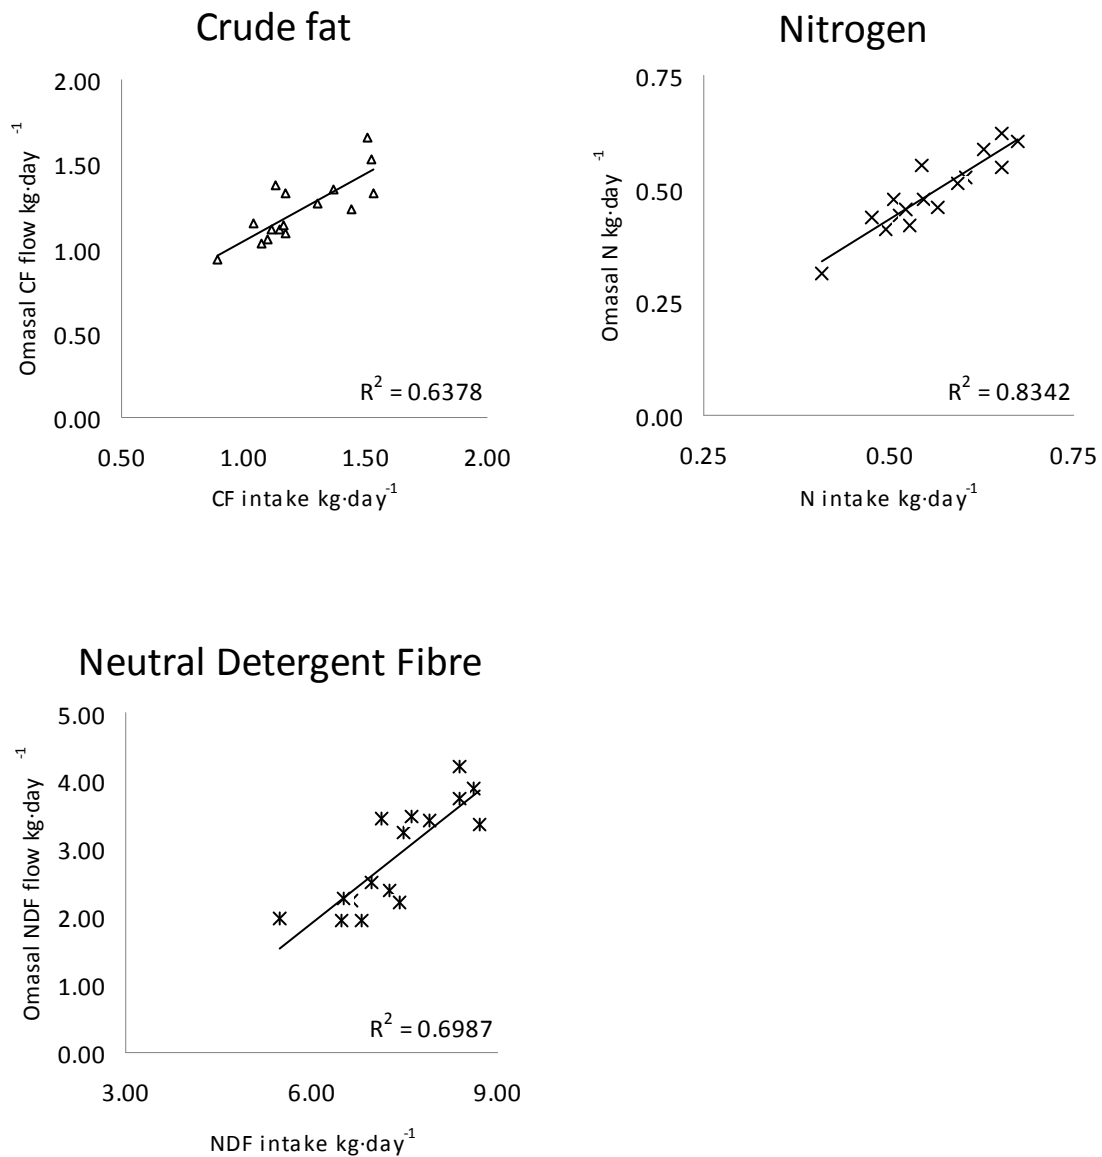 Crude fat
Omasal CF flow kg·day -1
2.00
1.50
1.00
0.50
0.00
R2 = 0.6378
0.50 1.00 1.50 2.00
CF intake kg·day-1
Nitrogen
Omasal N kg·day -1
0.75
0.50
0.25
0.00
R2 = 0.8342
0.25 0.50 0.75
N intake kg·day-1
Neutral Detergent Fibre
Omasal NDF flow kg·day -1
5.00
4.00
3.00
2.00
1.00
0.00
R2 = 0.6987
3.00 6.00 9.00
NDF intake kg·day-1